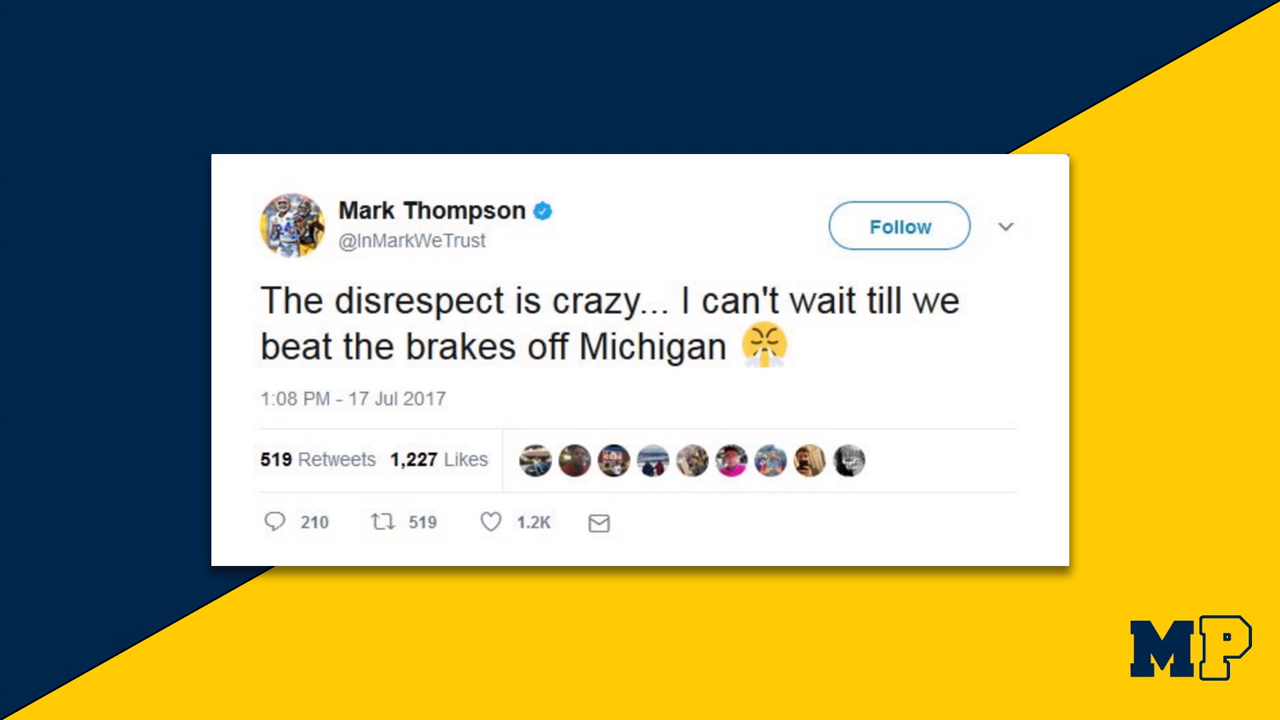 Mark Thompson
@InMarkWeTrust
Follow
The disrespect is crazy... I can't wait till we
beat the brakes off Michigan 😤
1:08 PM - 17 Jul 2017
519 Retweets 1,227 Likes
210 519 1.2K
MP